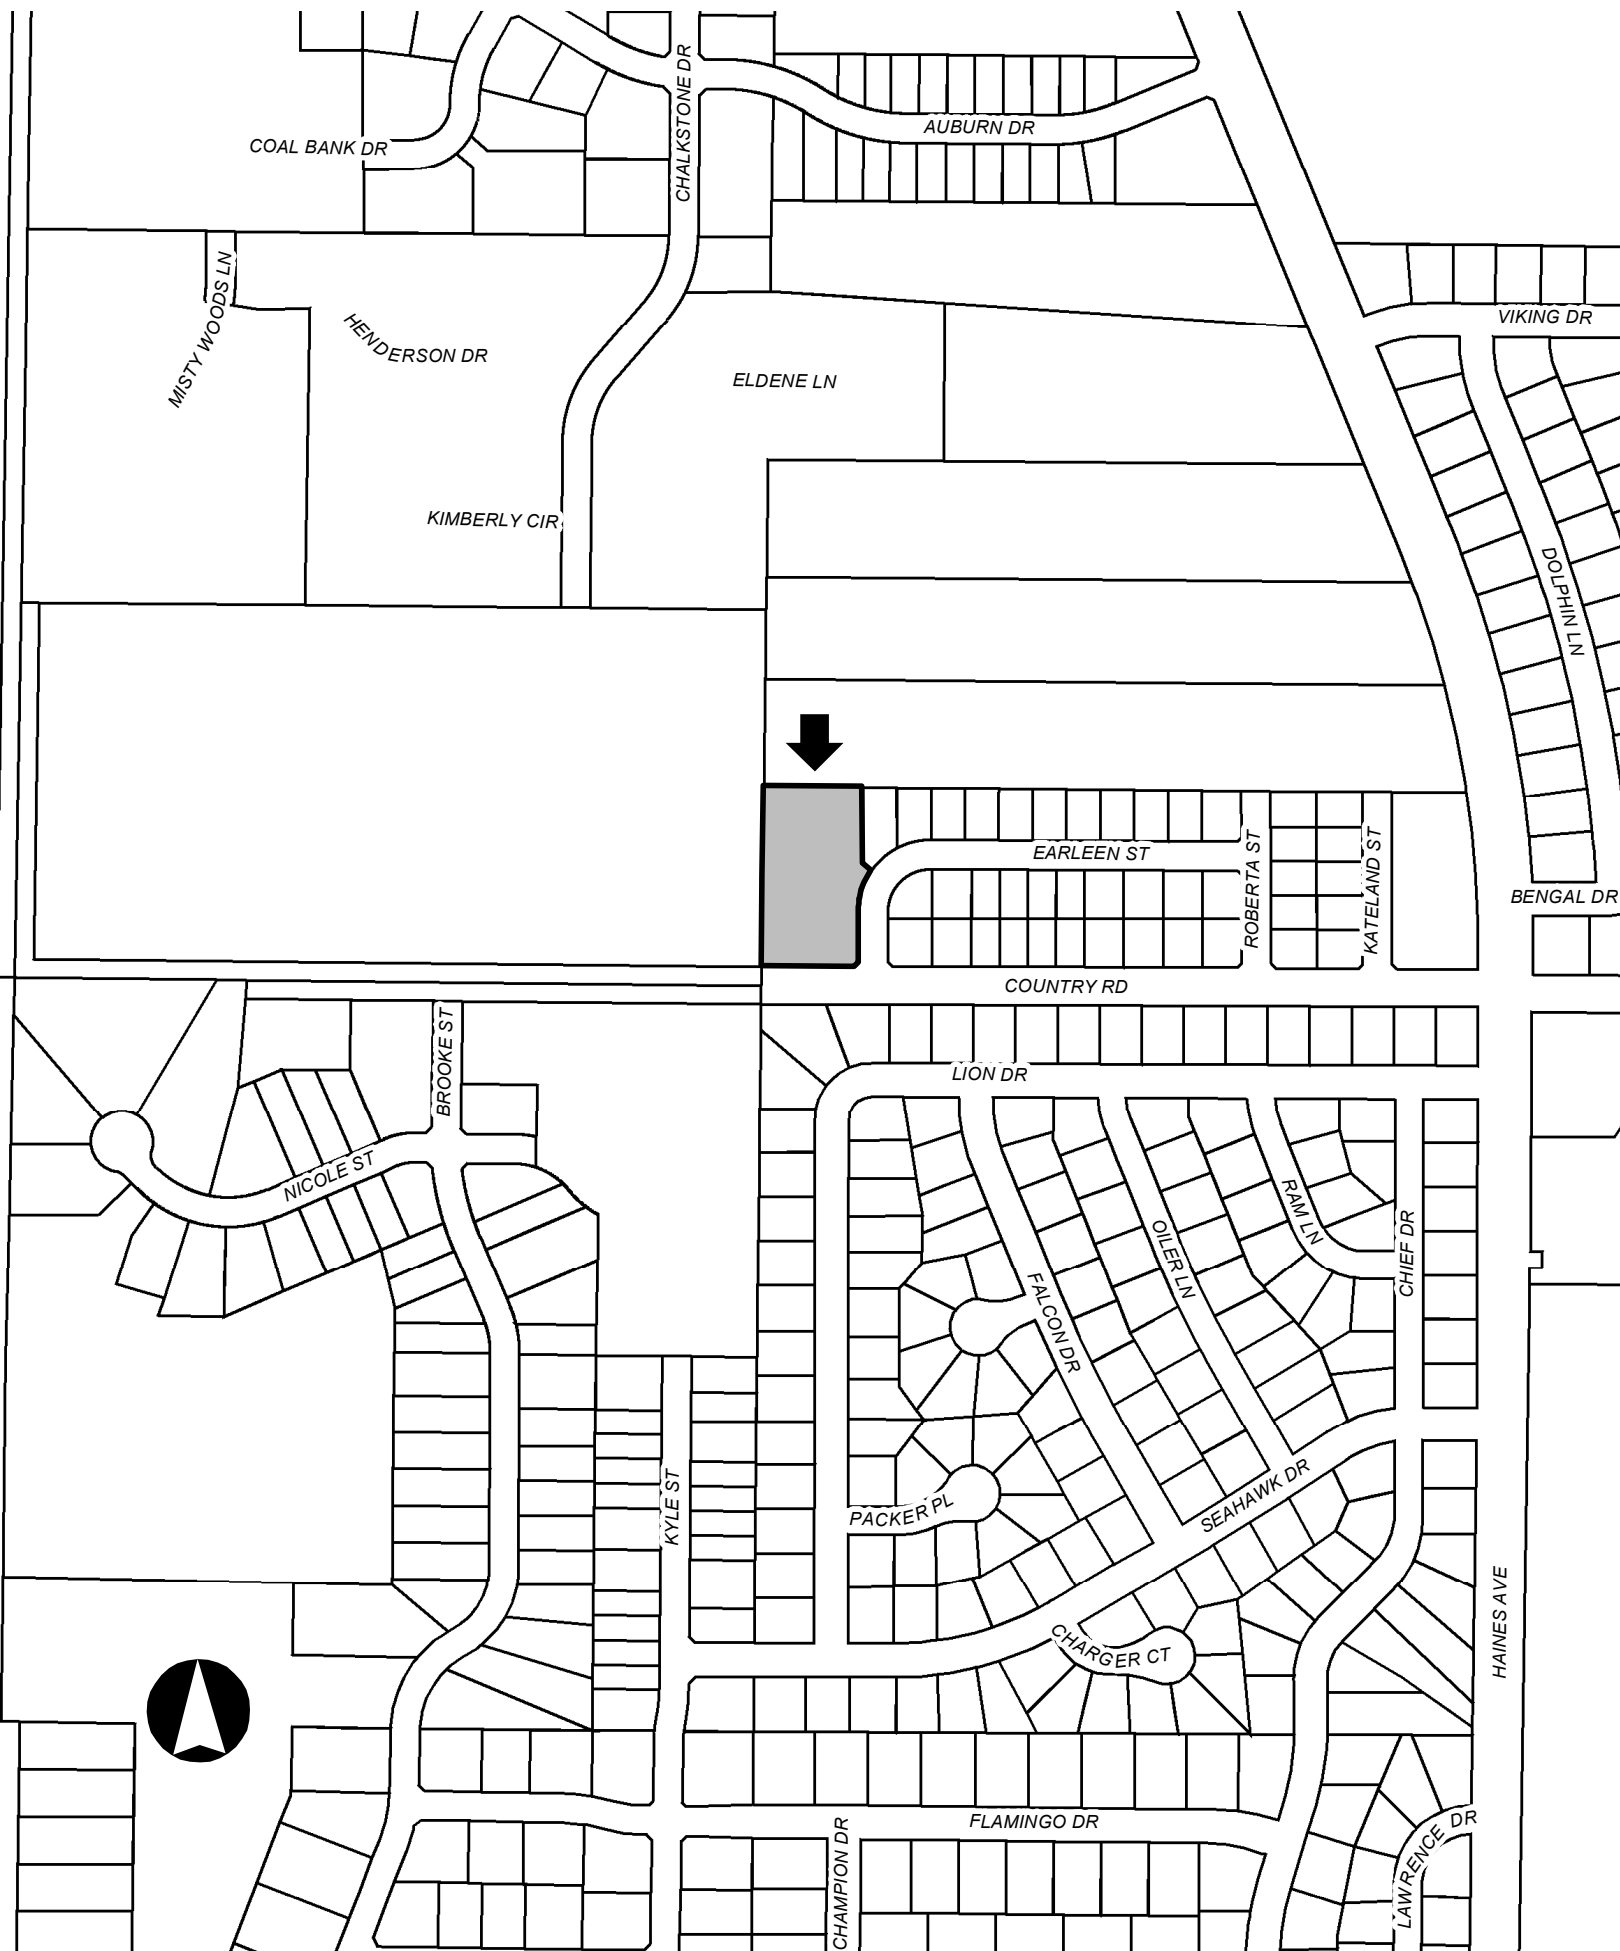 CHALKSTONE DR
AUBURN DR
COAL BANK DR
MISTY WOODS LN
HENDERSON DR
VIKING DR
ELDENE LN
KIMBERLY CIR
DOLPHIN LN
EARLEEN ST
ROBERTA ST
KATELAND ST
BENGAL DR
COUNTRY RD
BROOKE ST
LION DR
NICOLE ST
RAM LN
OILER LN
CHIEF DR
FALCON DR
KYLE ST
PACKER PL
SEAHAWK DR
HAINES AVE
CHARGER CT
FLAMINGO DR
CHAMPION DR
LAWRENCE DR